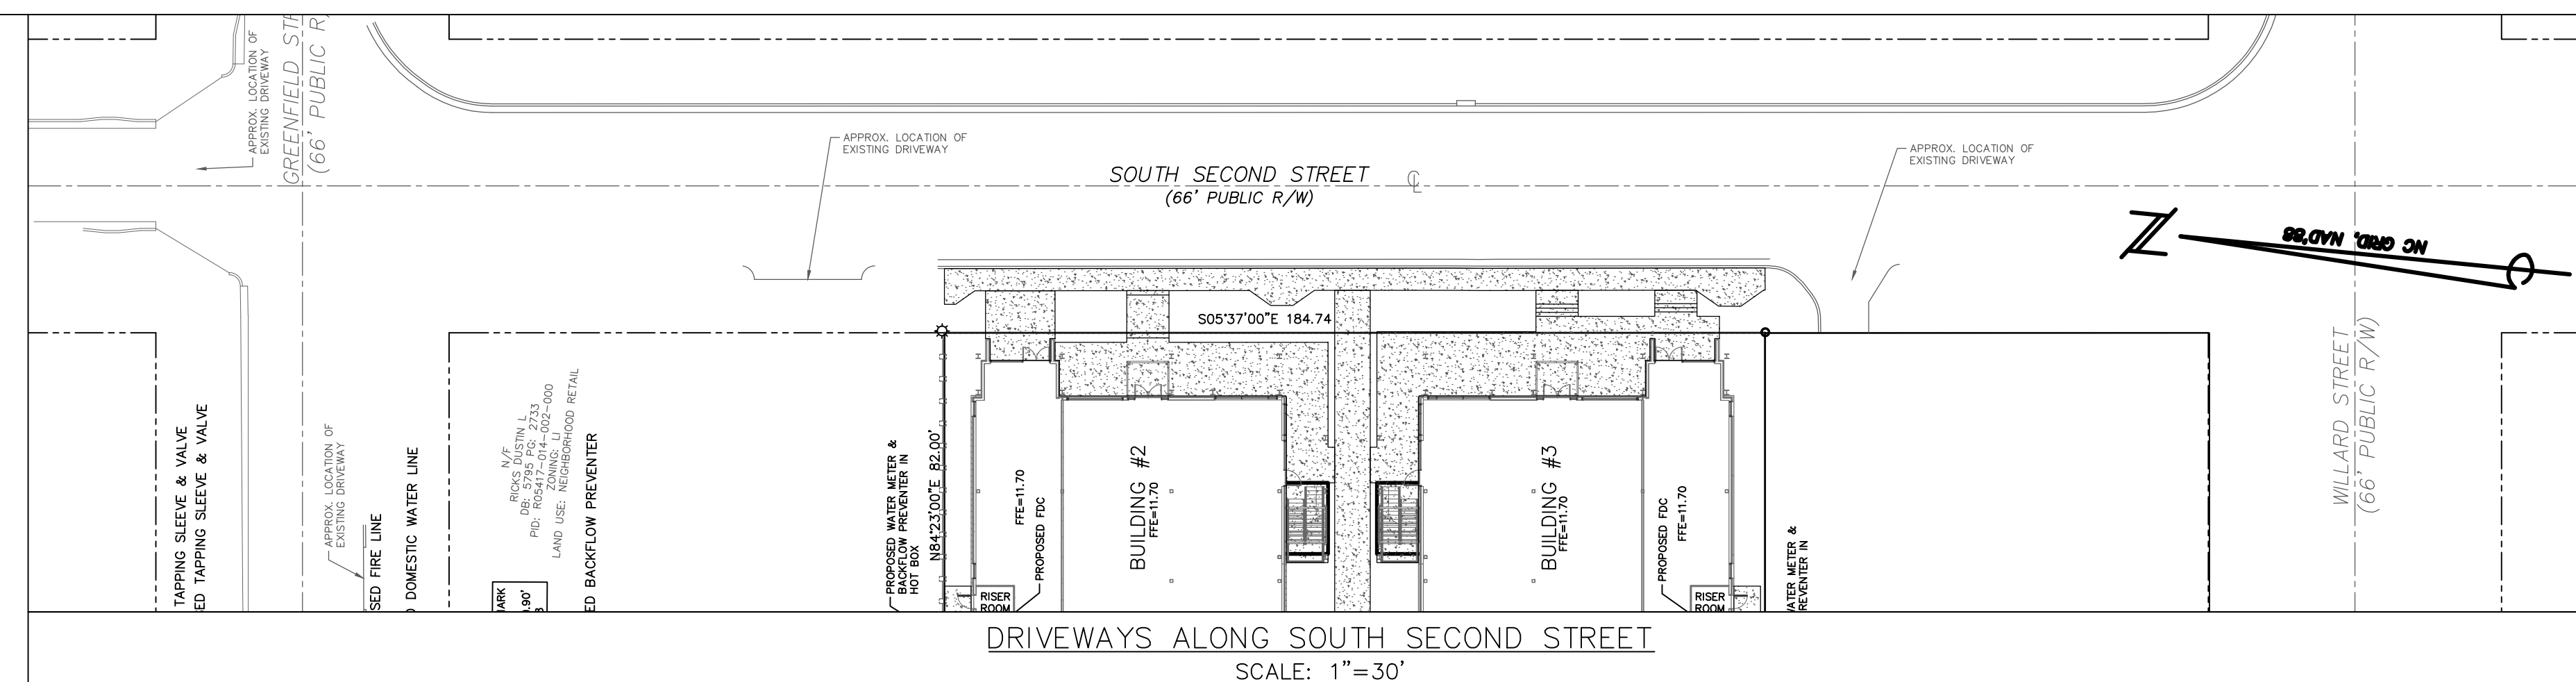 APPROX. LOCATION OF
EXISTING DRIVEWAY
GREENFIELD STR
(66' PUBLIC R/
APPROX. LOCATION OF
EXISTING DRIVEWAY
SOUTH SECOND STREET
(66' PUBLIC R/W)
APPROX. LOCATION OF
EXISTING DRIVEWAY
N
NC GRID, NAD'88
S05°37'00"E 184.74
TAPPING SLEEVE & VALVE
ED TAPPING SLEEVE & VALVE
APPROX. LOCATION OF
EXISTING DRIVEWAY
SED FIRE LINE
D DOMESTIC WATER LINE
N/F
RICKS DUSTIN L
DB: 5795 PG: 2733
PID: R05417-014-002-000
ZONING: LI
LAND USE: NEIGHBORHOOD RETAIL
ARK
.90'
ED BACKFLOW PREVENTER
PROPOSED WATER METER &
BACKFLOW PREVENTER IN
HOT BOX
N84°23'00"E 82.00'
FFE=11.70
PROPOSED FDC
RISER
ROOM
BUILDING #2
FFE=11.70
BUILDING #3
FFE=11.70
PROPOSED FDC
FFE=11.70
RISER
ROOM
ATER METER &
REVENTER IN
WILLARD STREET
(66' PUBLIC R/W)
DRIVEWAYS ALONG SOUTH SECOND STREET
SCALE: 1"=30'